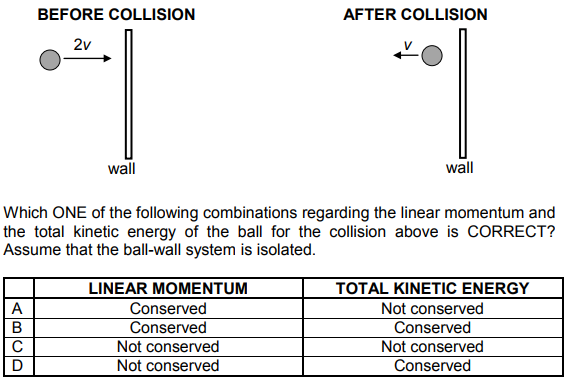 BEFORE COLLISION
AFTER COLLISION
2v
v
wall
wall
Which ONE of the following combinations regarding the linear momentum and
the total kinetic energy of the ball for the collision above is CORRECT?
Assume that the ball-wall system is isolated.
LINEAR MOMENTUM TOTAL KINETIC ENERGY
A Conserved Not conserved
B Conserved Conserved
C Not conserved Not conserved
D Not conserved Conserved